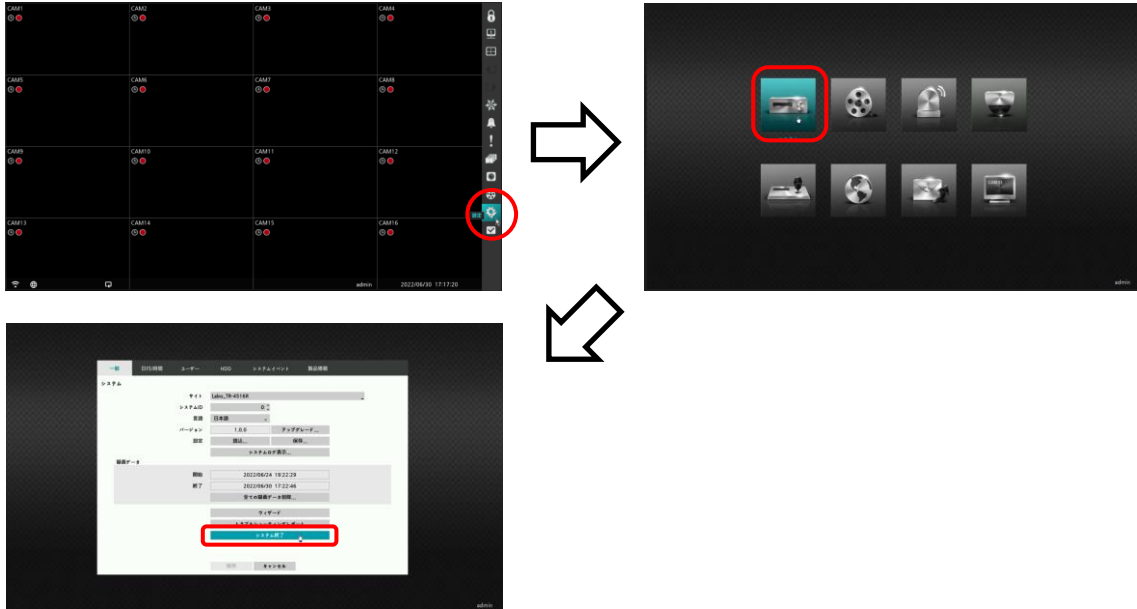 CAM1 CAM2 CAM3 CAM4
CAM5 CAM6 CAM7 CAM8
CAM9 CAM10 CAM11 CAM12
CAM13 CAM14 CAM15 CAM16
設定
admin 2022/06/30 17:17:20
admin
一般 日付/時間 ユーザー HDD システムイベント 製品情報
システム
サイト
システムID 0
言語 日本語
バージョン 1.0.0 アップグレード...
設定 読込... 保存...
システムログ表示...
録画データ
開始 2022/06/24 19:22:29
終了 2022/06/30 17:22:46
全ての録画データ削除...
ウィザード
システム終了
キャンセル
admin